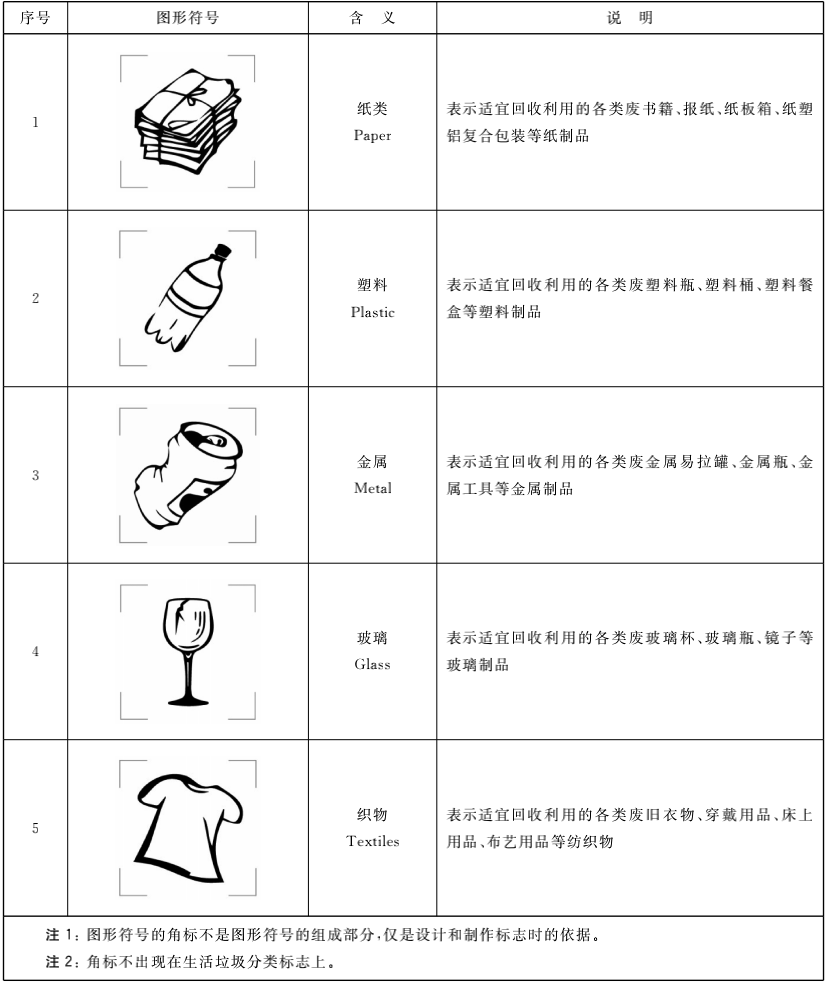 序号 图形符号 含 义 说 明
1 纸类 表示适宜回收利用的各类废书籍、报纸、纸板箱、纸塑
Paper 铝复合包装等纸制品
2 塑料 表示适宜回收利用的各类废塑料瓶、塑料桶、塑料餐
Plastic 盒等塑料制品
3 金属 表示适宜回收利用的各类废金属易拉罐、金属瓶、金
Metal 属工具等金属制品
4 玻璃 表示适宜回收利用的各类废玻璃杯、玻璃瓶、镜子等
Glass 玻璃制品
5 织物 表示适宜回收利用的各类废旧衣物、穿戴用品、床上
Textiles 用品、布艺用品等纺织物
注 1：图形符号的角标不是图形符号的组成部分，仅是设计和制作标志时的依据。
注 2：角标不出现在生活垃圾分类标志上。